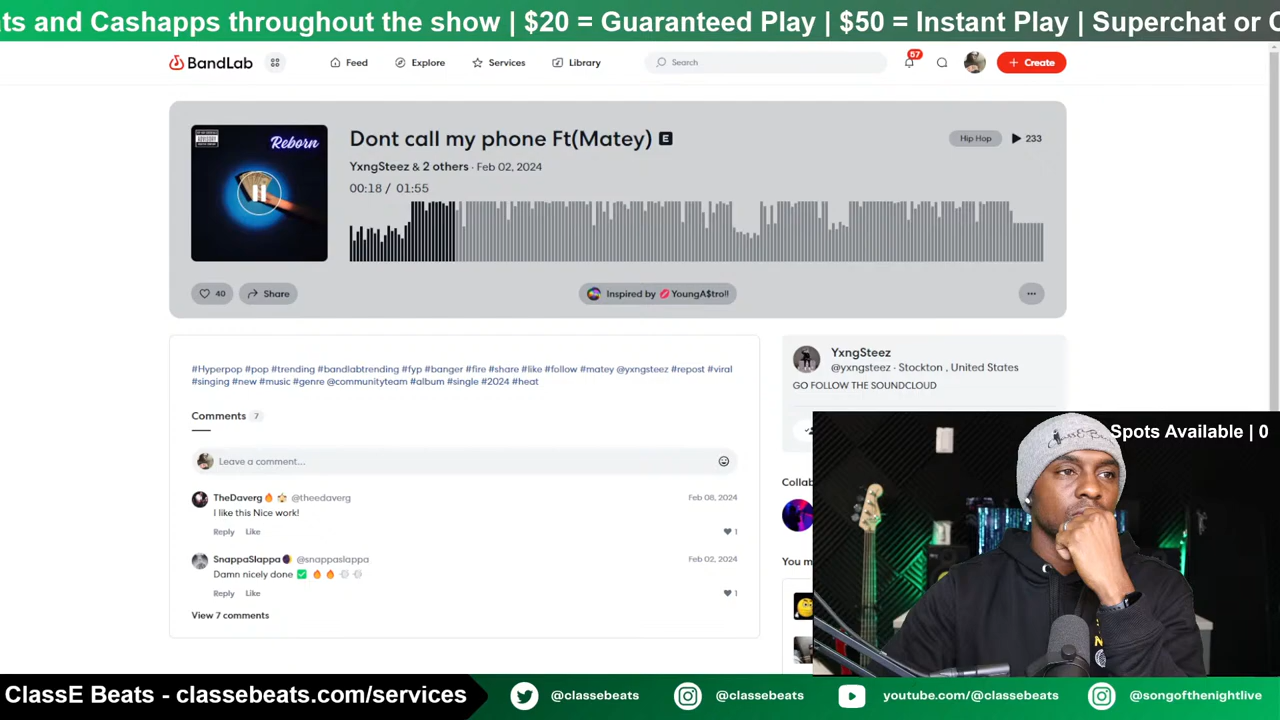 ts and Cashapps throughout the show | $20 = Guaranteed Play | $50 = Instant Play | Superchat or
BandLab
Feed
Explore
Services
Library
Search
57
+ Create
Reborn
Dont call my phone Ft(Matey) E
Hip Hop
233
YxngSteez & 2 others · Feb 02, 2024
00:18 / 01:55
40
Share
Inspired by 💋 YoungA$tro!!
#Hyperpop #pop #trending #bandlabtrending #fyp #banger #fire #share #like #follow #matey @yxngsteez #repost #viral
#singing #new #music #genre @communityteam #album #single #2024 #heat
Comments 7
Leave a comment...
TheDaverg🔥 @theedaverg
Feb 08, 2024
I like this Nice work!
Reply Like
1
SnappaSlappa @snappaslappa
Feb 02, 2024
Damn nicely done ✅ 🔥 🔥
Reply Like
1
View 7 comments
YxngSteez
@yxngsteez · Stockton , United States
GO FOLLOW THE SOUNDCLOUD
Collab
You m
Spots Available | 0
ClassE Beats - classebeats.com/services
@classebeats
@classebeats
youtube.com/@classebeats
@songofthenightlive